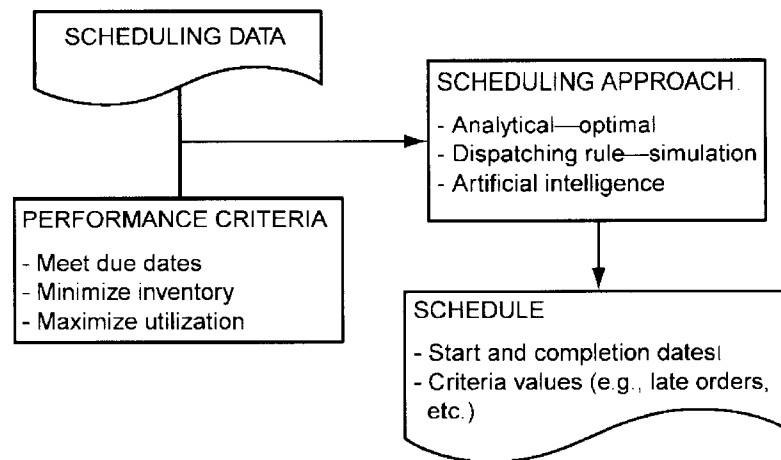 SCHEDULING DATA
SCHEDULING APPROACH
- Analytical—optimal
- Dispatching rule—simulation
- Artificial intelligence
PERFORMANCE CRITERIA
- Meet due dates
- Minimize inventory
- Maximize utilization
SCHEDULE
- Start and completion dates
- Criteria values (e.g., late orders,
etc.)